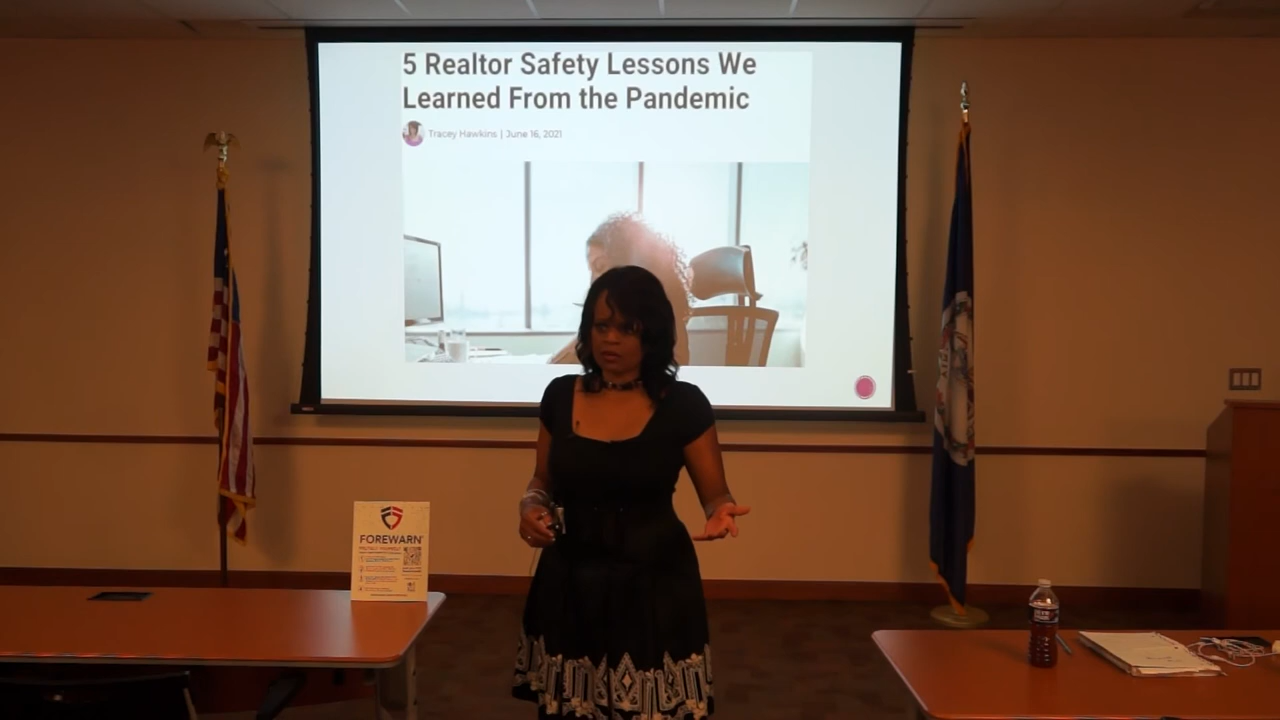 5 Realtor Safety Lessons We
Learned From the Pandemic
Tracey Hawkins | June 16, 2021
FOREWARN